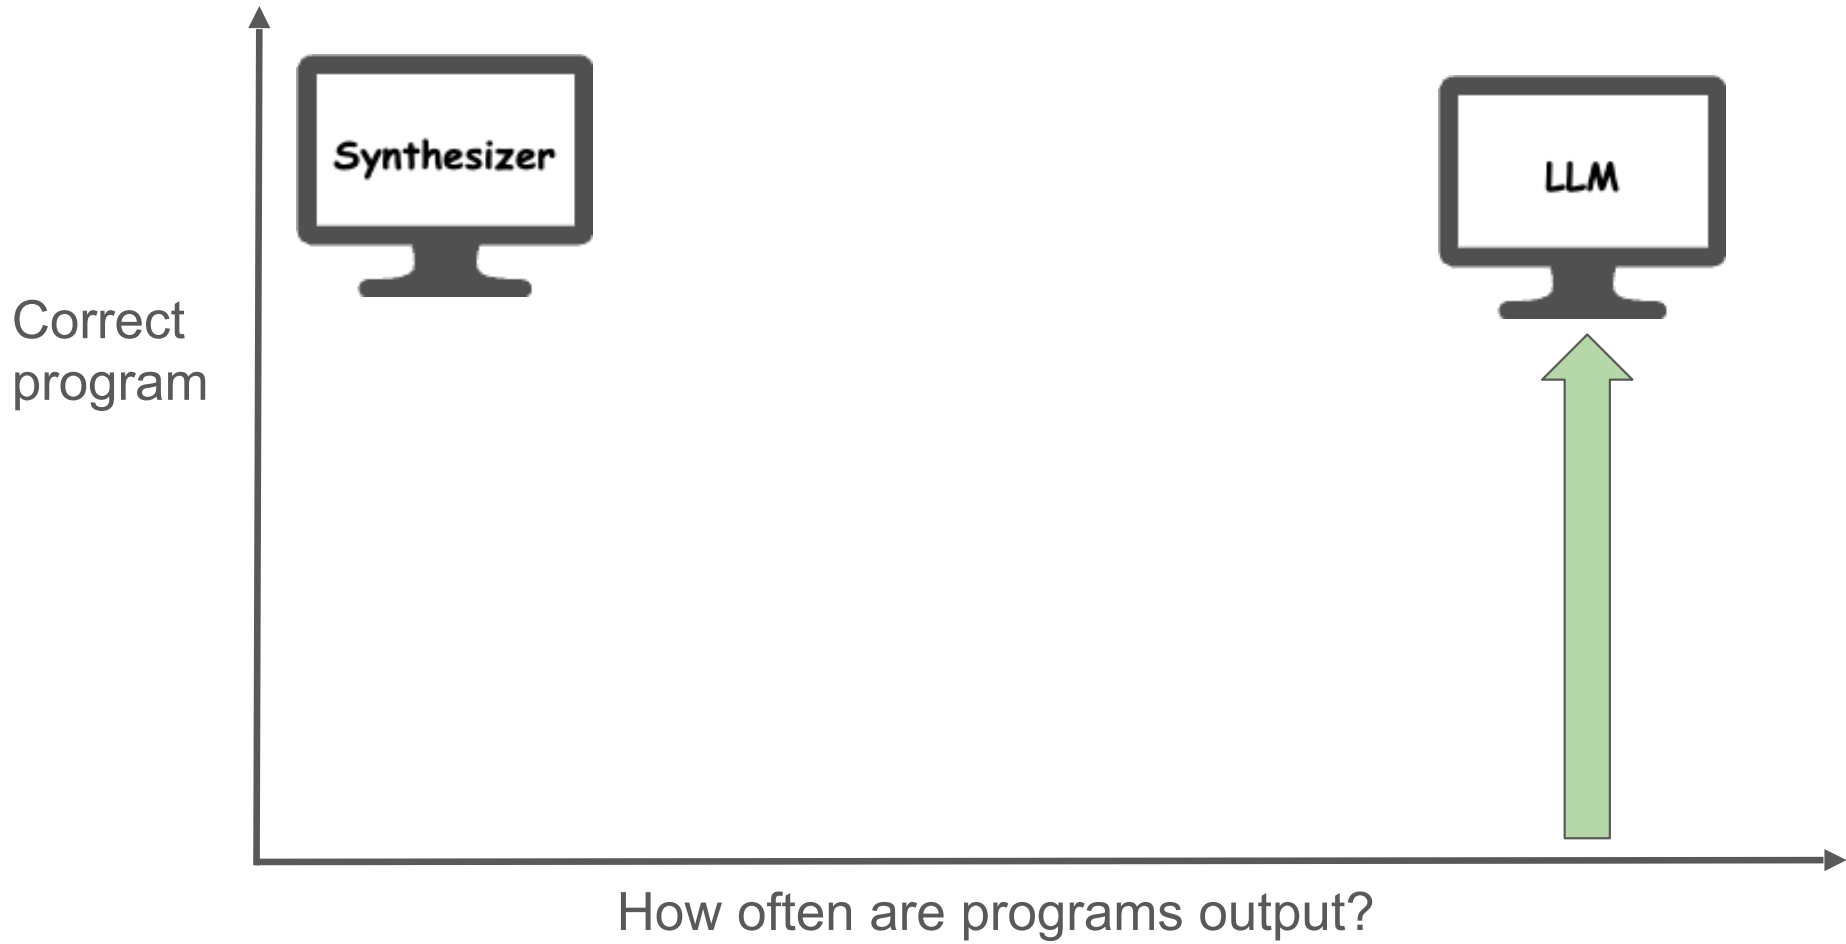 Synthesizer
LLM
Correct
program
How often are programs output?